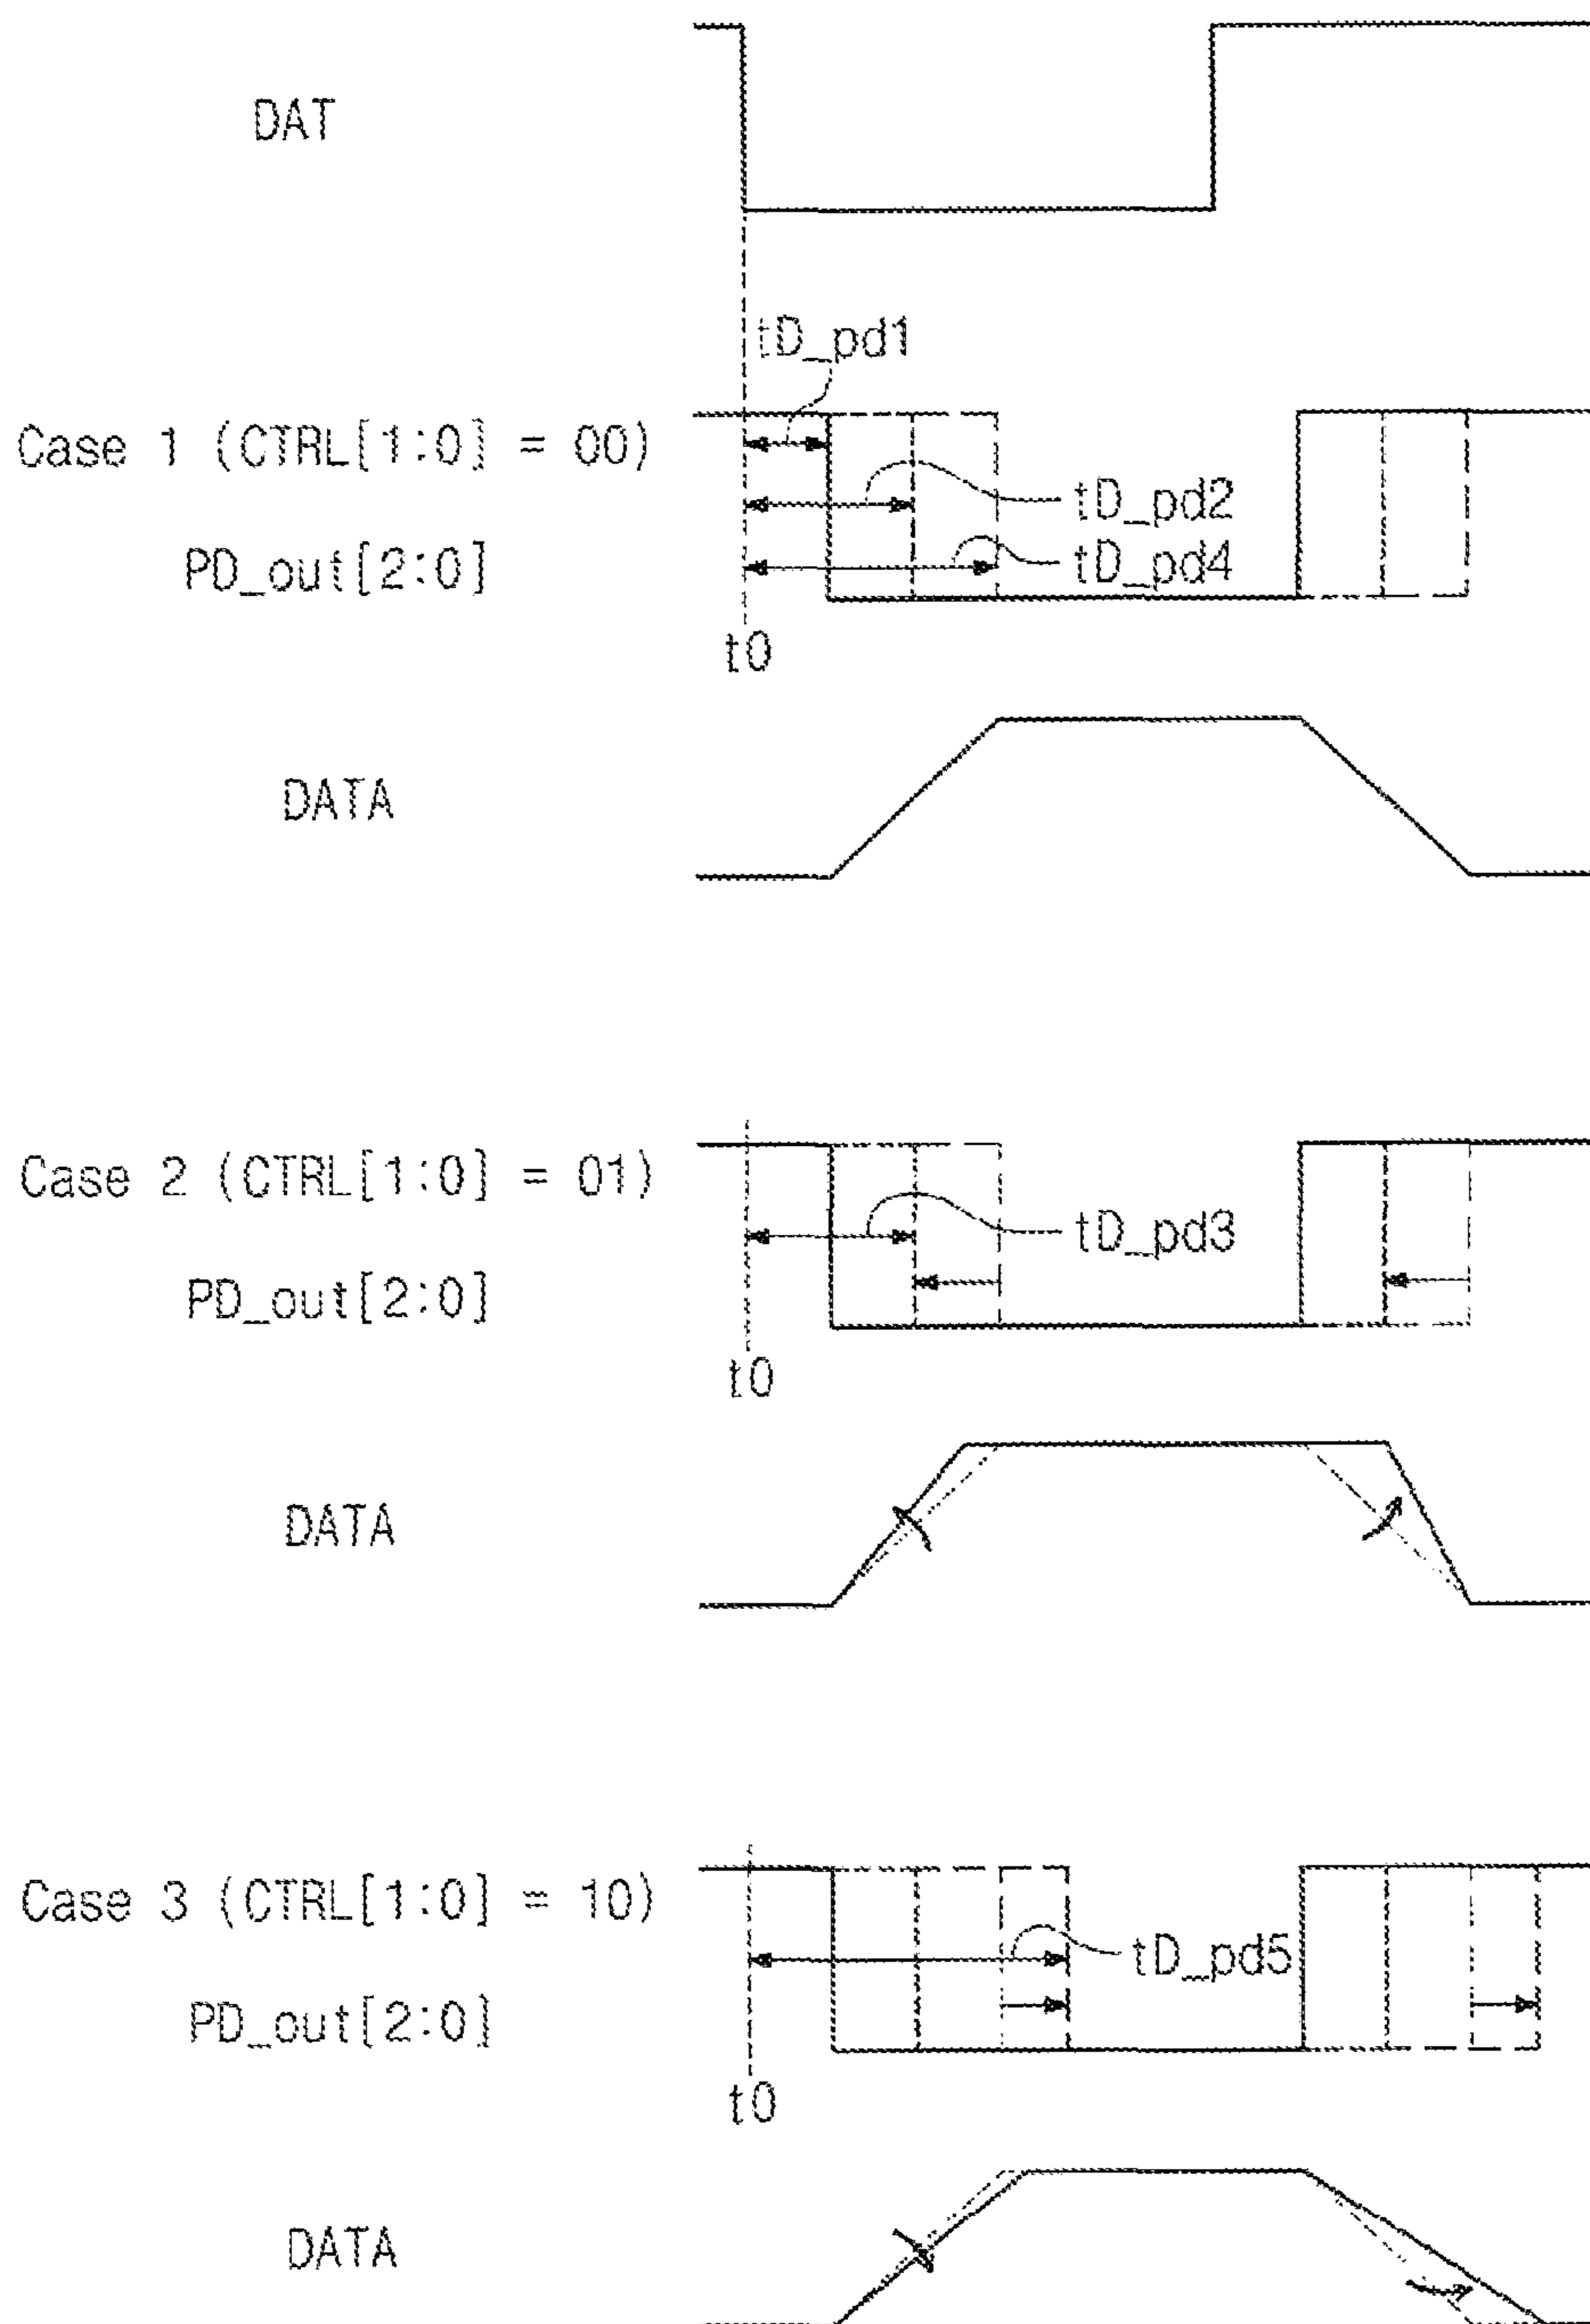 DAT
tD_pd1
Case 1 (CTRL[1:0] = 00)
tD_pd2
PD_out[2:0]
tD_pd4
t0
DATA
Case 2 (CTRL[1:0] = 01)
tD_pd3
PD_out[2:0]
t0
DATA
Case 3 (CTRL[1:0] = 10)
tD_pd5
PD_out[2:0]
t0
DATA